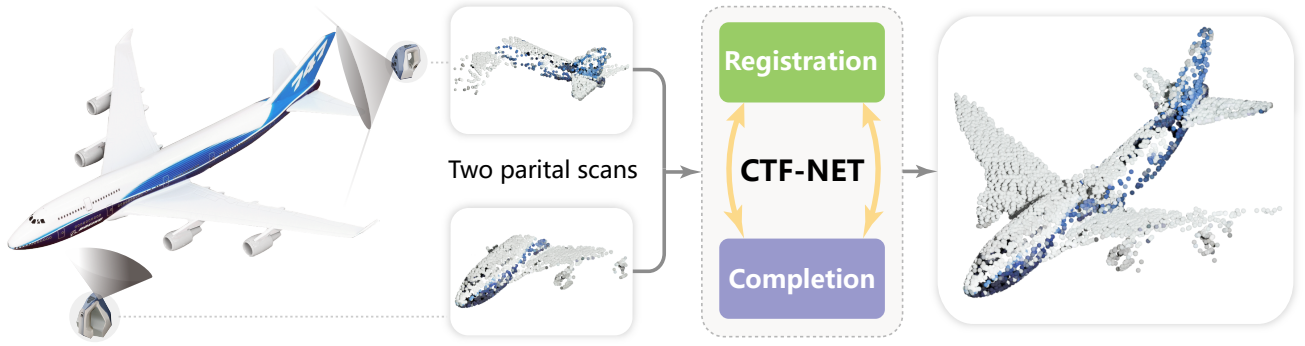 747
Registration
Two parital scans
CTF-NET
Completion